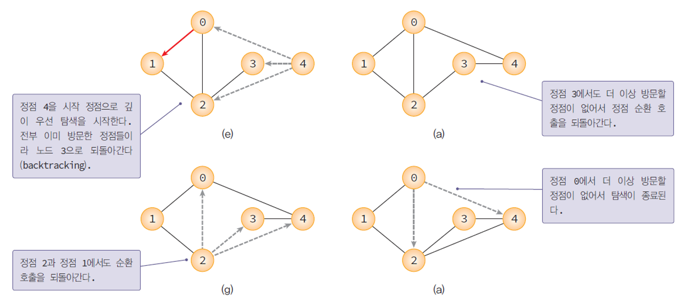 0
1
3
4
2
정점 4을 시작 정점으로 깊
이 우선 탐색을 시작한다.
전부 이미 방문한 정점들이
라 노드 3으로 되돌아간다
(backtracking).
(e)
0
1
3
4
2
정점 3에서도 더 이상 방문할
정점이 없어서 정점 순환 호
출을 되돌아간다.
(a)
0
1
3
4
2
정점 2과 정점 1에서도 순환
호출을 되돌아간다.
(g)
0
1
3
4
2
정점 0에서 더 이상 방문할
정점이 없어서 탐색이 종료된
다.
(a)